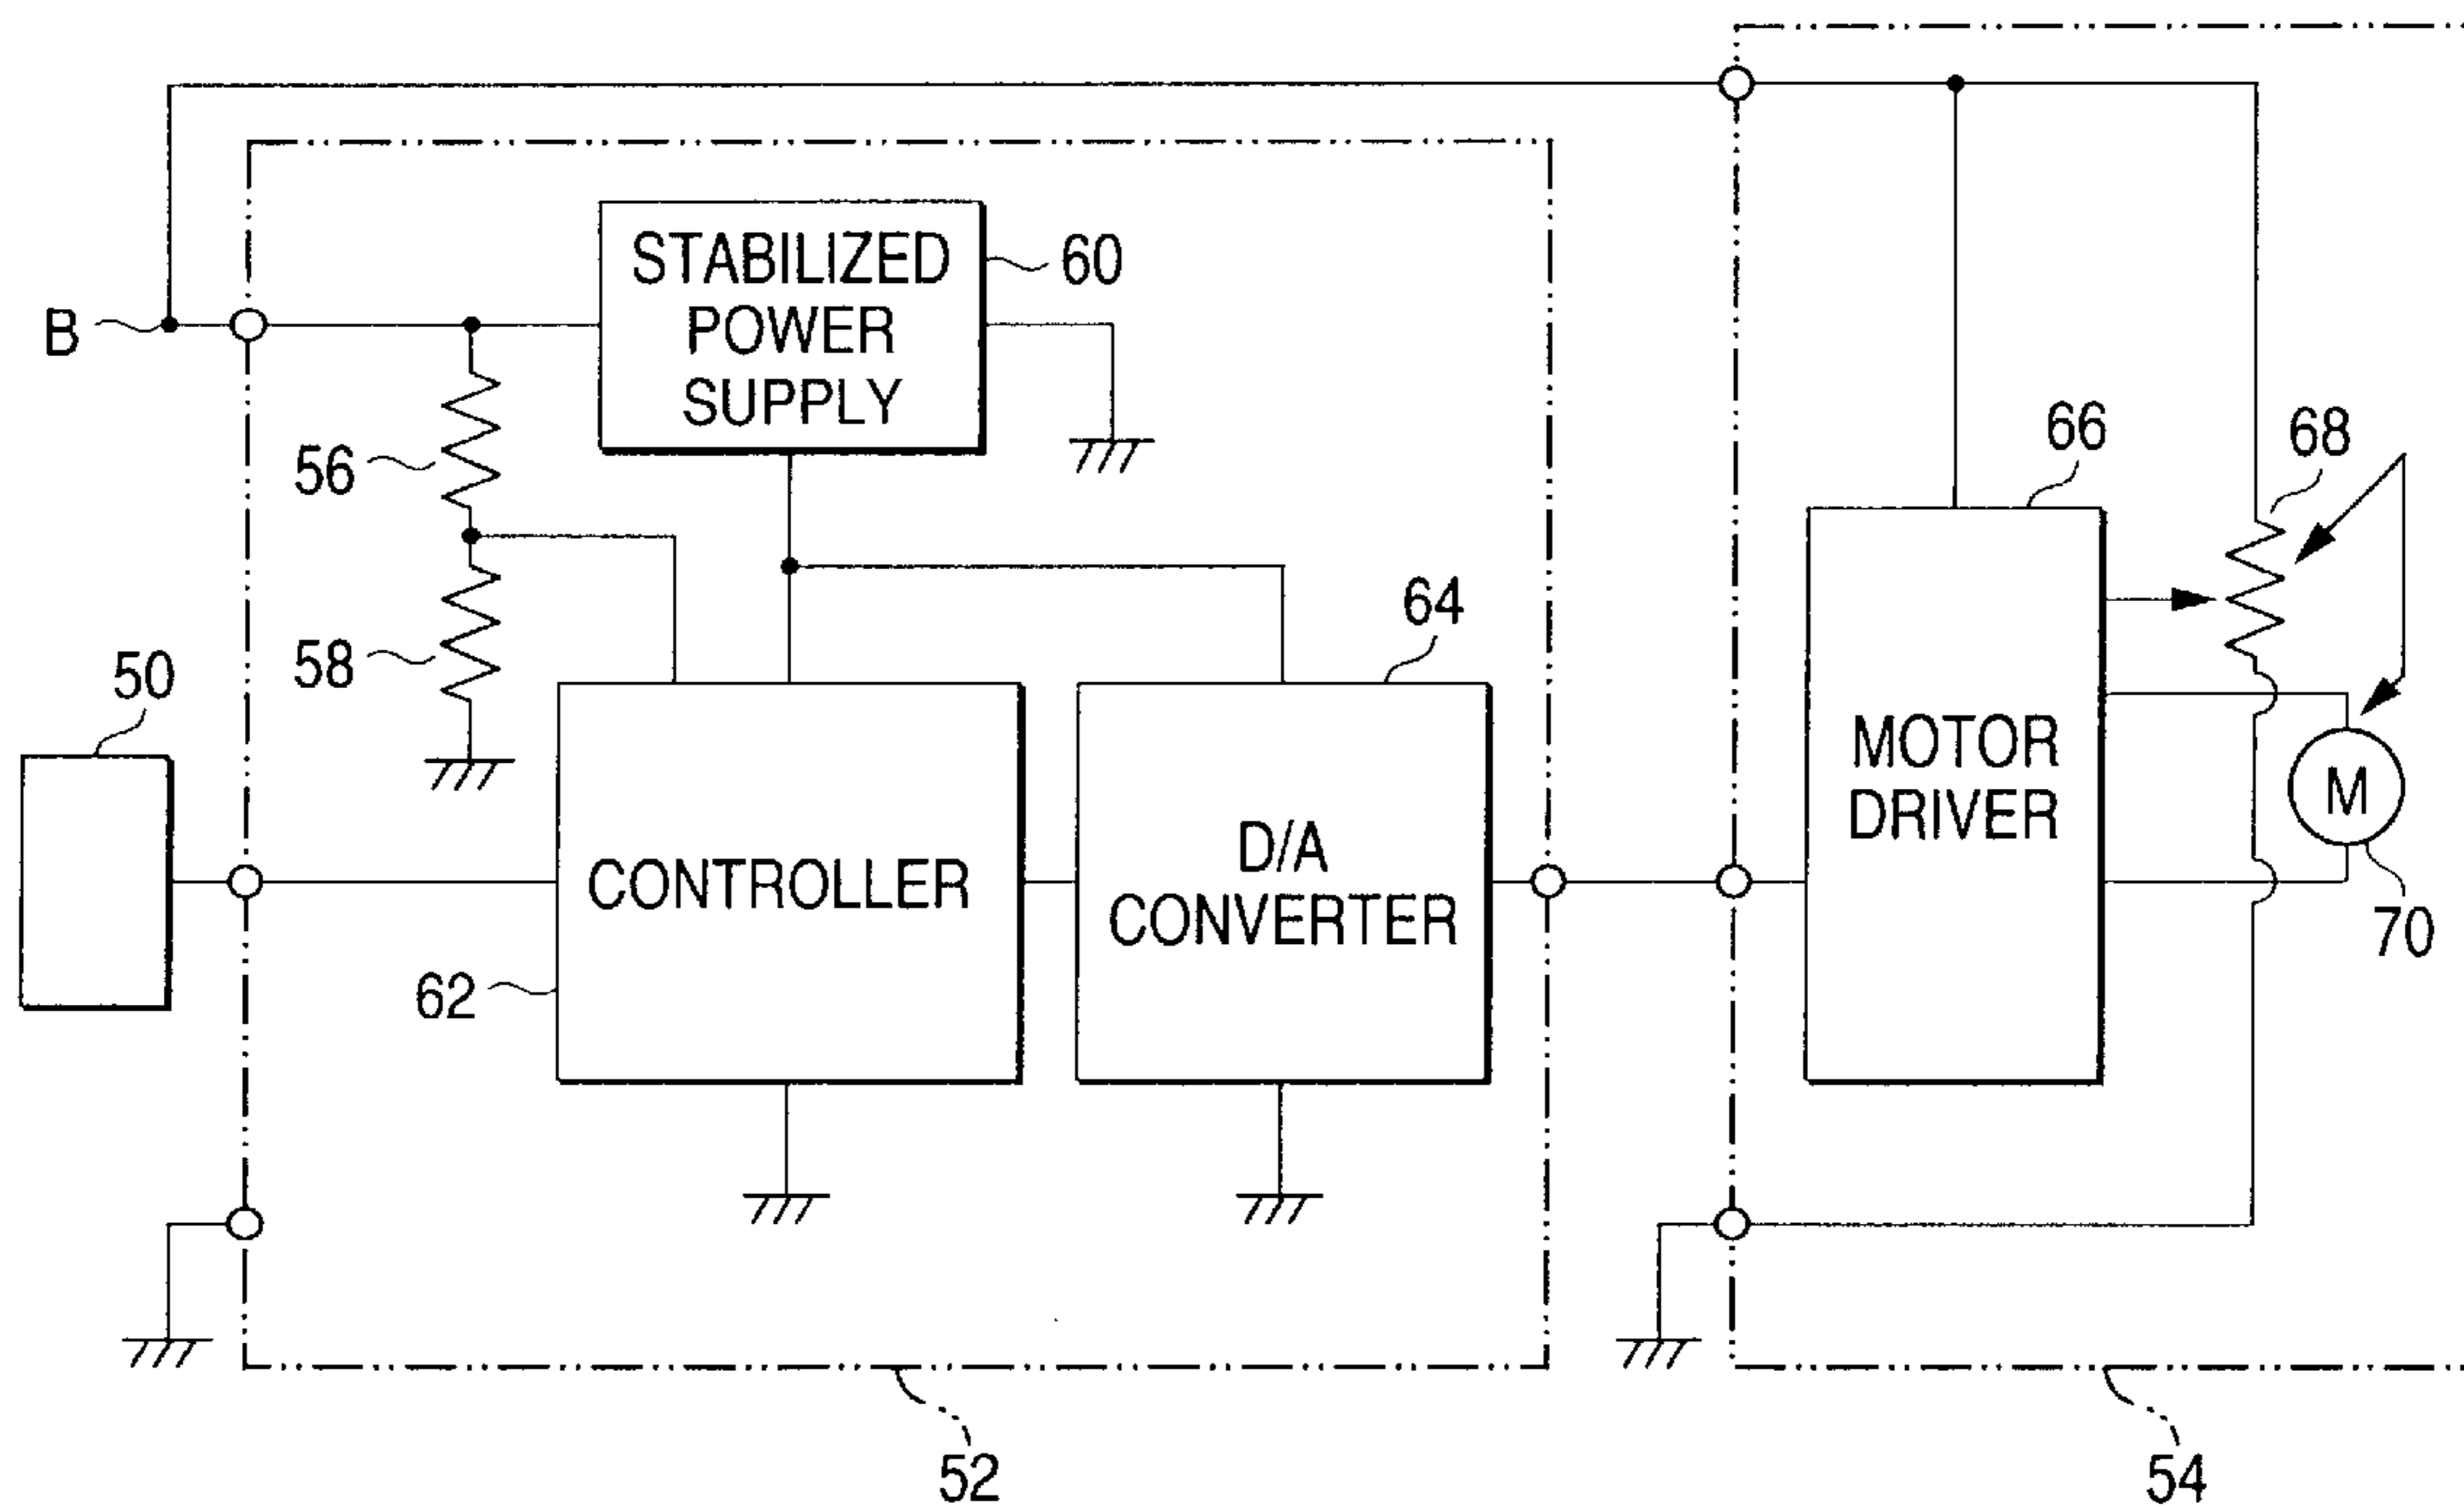 STABILIZED
POWER
SUPPLY
60
B
56
58
50
64
66
68
CONTROLLER
62
D/A
CONVERTER
MOTOR
DRIVER
M
70
52
54